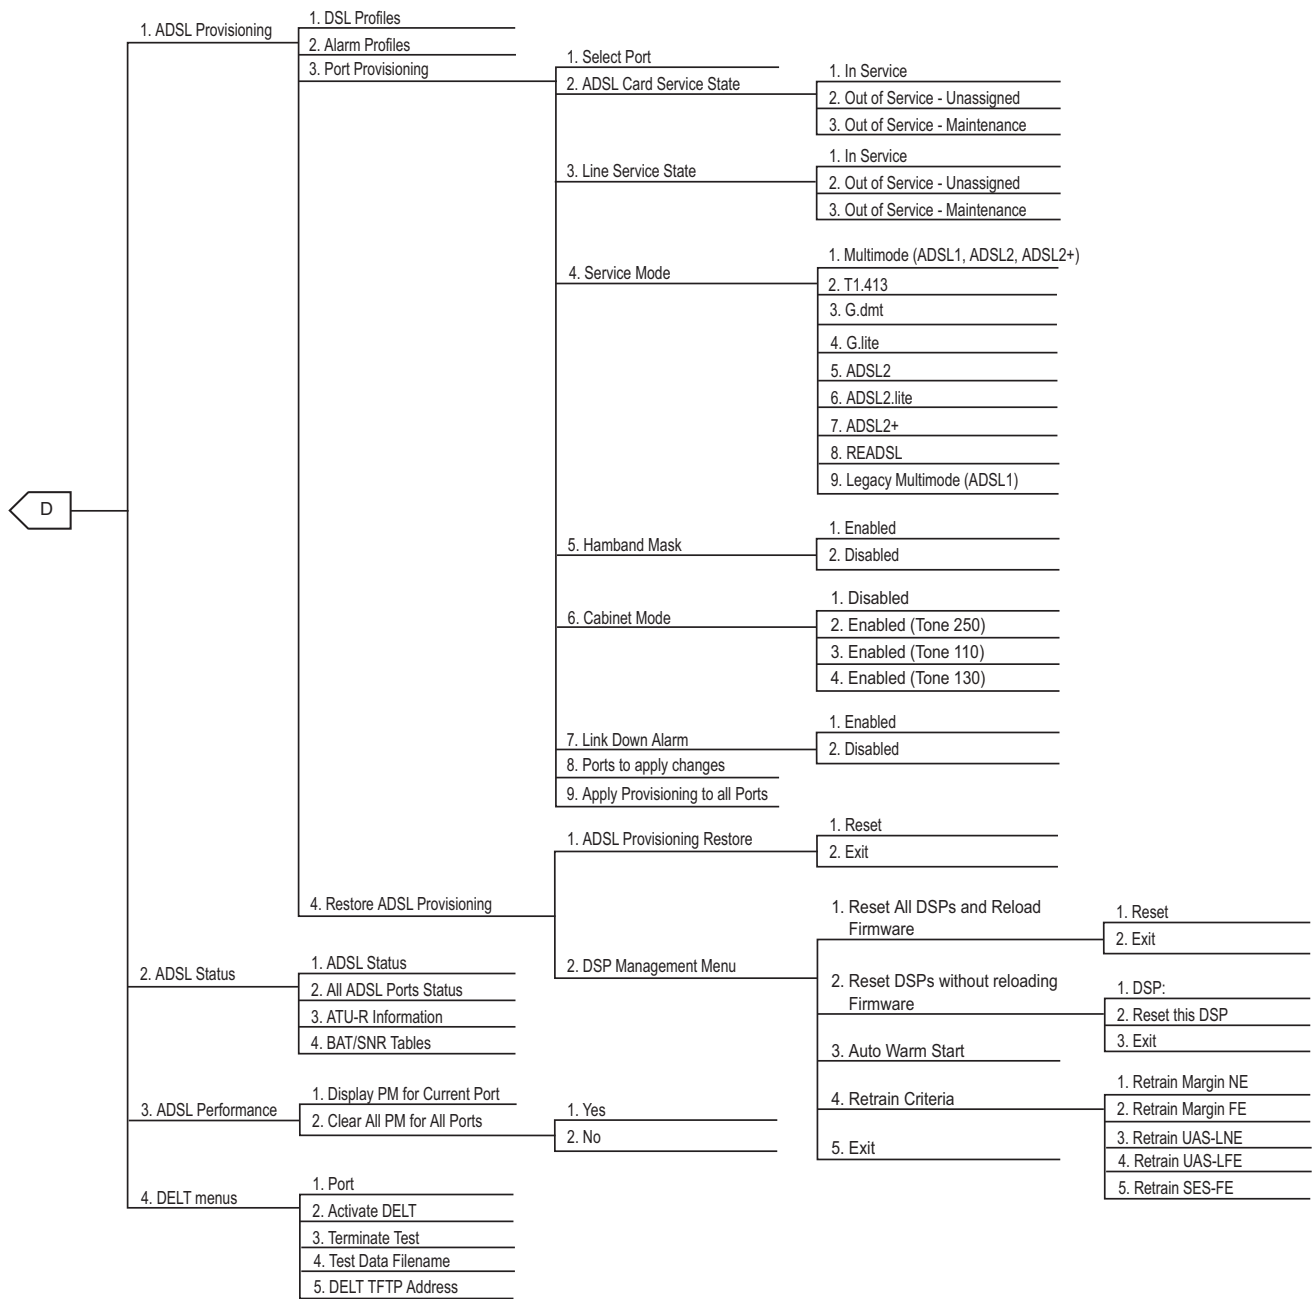 D
1. ADSL Provisioning
1. DSL Profiles
2. Alarm Profiles
3. Port Provisioning
1. Select Port
2. ADSL Card Service State
1. In Service
2. Out of Service - Unassigned
3. Out of Service - Maintenance
3. Line Service State
1. In Service
2. Out of Service - Unassigned
3. Out of Service - Maintenance
4. Service Mode
1. Multimode (ADSL1, ADSL2, ADSL2+)
2. T1.413
3. G.dmt
4. G.lite
5. ADSL2
6. ADSL2.lite
7. ADSL2+
8. READSL
9. Legacy Multimode (ADSL1)
5. Hamband Mask
1. Enabled
2. Disabled
6. Cabinet Mode
1. Disabled
2. Enabled (Tone 250)
3. Enabled (Tone 110)
4. Enabled (Tone 130)
7. Link Down Alarm
1. Enabled
2. Disabled
8. Ports to apply changes
9. Apply Provisioning to all Ports
4. Restore ADSL Provisioning
1. ADSL Provisioning Restore
1. Reset
2. Exit
2. DSP Management Menu
1. Reset All DSPs and Reload
Firmware
1. Reset
2. Exit
2. Reset DSPs without reloading
Firmware
1. DSP:
2. Reset this DSP
3. Exit
3. Auto Warm Start
4. Retrain Criteria
1. Retrain Margin NE
2. Retrain Margin FE
3. Retrain UAS-LNE
4. Retrain UAS-LFE
5. Retrain SES-FE
5. Exit
2. ADSL Status
1. ADSL Status
2. All ADSL Ports Status
3. ATU-R Information
4. BAT/SNR Tables
3. ADSL Performance
1. Display PM for Current Port
2. Clear All PM for All Ports
1. Yes
2. No
4. DELT menus
1. Port
2. Activate DELT
3. Terminate Test
4. Test Data Filename
5. DELT TFTP Address